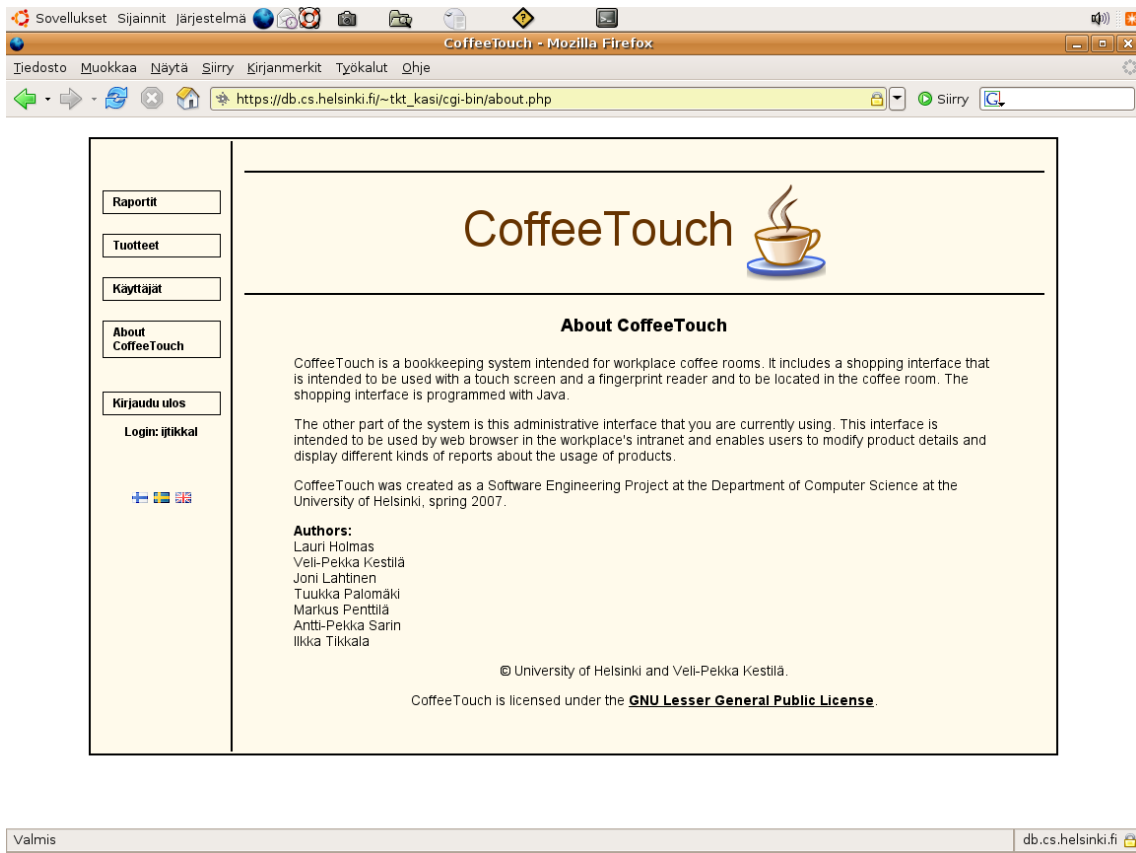 Sovellukset Sijainnit Järjestelmä
CoffeeTouch - Mozilla Firefox
Tiedosto Muokkaa Näytä Siirry Kirjanmerkit Työkalut Ohje
https://db.cs.helsinki.fi/~tkt_kasi/cgi-bin/about.php
Siirry
Raportit
Tuotteet
Käyttäjät
About
CoffeeTouch
Kirjaudu ulos
Login: ijtikkal
CoffeeTouch
About CoffeeTouch
CoffeeTouch is a bookkeeping system intended for workplace coffee rooms. It includes a shopping interface that
is intended to be used with a touch screen and a fingerprint reader and to be located in the coffee room. The
shopping interface is programmed with Java.
The other part of the system is this administrative interface that you are currently using. This interface is
intended to be used by web browser in the workplace's intranet and enables users to modify product details and
display different kinds of reports about the usage of products.
CoffeeTouch was created as a Software Engineering Project at the Department of Computer Science at the
University of Helsinki, spring 2007.
Authors:
Lauri Holmas
Veli-Pekka Kestilä
Joni Lahtinen
Tuukka Palomäki
Markus Penttilä
Antti-Pekka Sarin
Ilkka Tikkala
© University of Helsinki and Veli-Pekka Kestilä.
CoffeeTouch is licensed under the GNU Lesser General Public License.
Valmis
db.cs.helsinki.fi